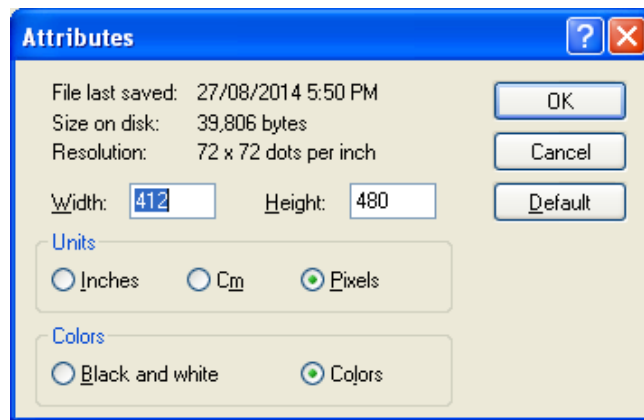 Attributes
File last saved: 27/08/2014 5:50 PM
OK
Size on disk: 39,806 bytes
Resolution: 72 x 72 dots per inch
Cancel
Width: 412 Height: 480
Default
Units
Inches Cm Pixels
Colors
Black and white Colors